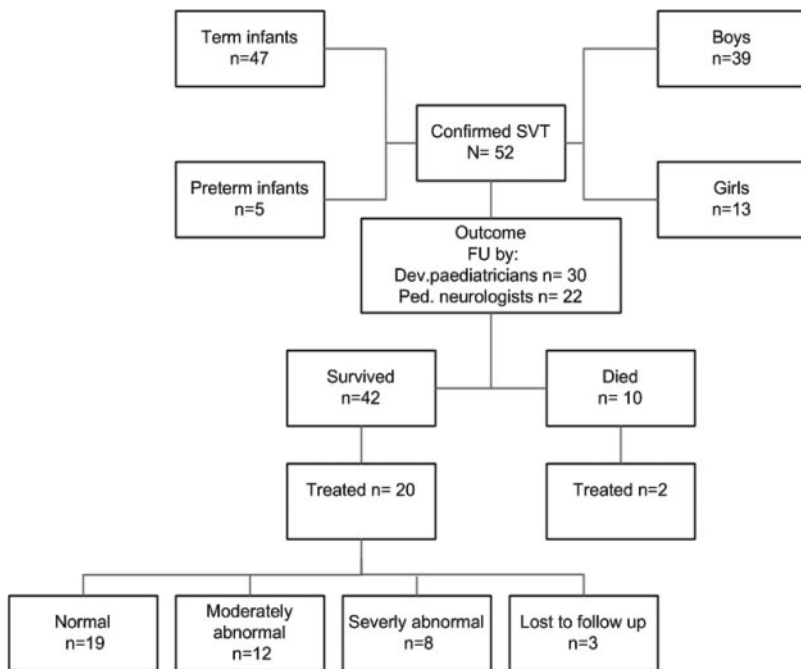 Term infants
n=47
Boys
n=39
Confirmed SVT
N= 52
Preterm infants
n=5
Girls
n=13
Outcome
FU by:
Dev.paediatricians n= 30
Ped. neurologists n= 22
Survived
n=42
Died
n= 10
Treated n= 20
Treated n=2
Normal
n=19
Moderately
abnormal
n=12
Severly abnormal
n=8
Lost to follow up
n=3